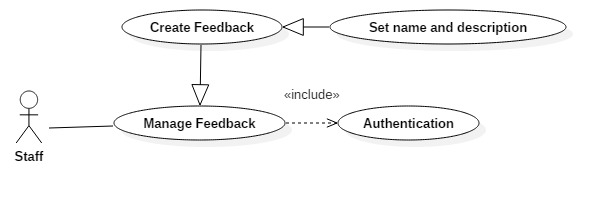 Create Feedback
Set name and description
«include»
Manage Feedback
Authentication
Staff